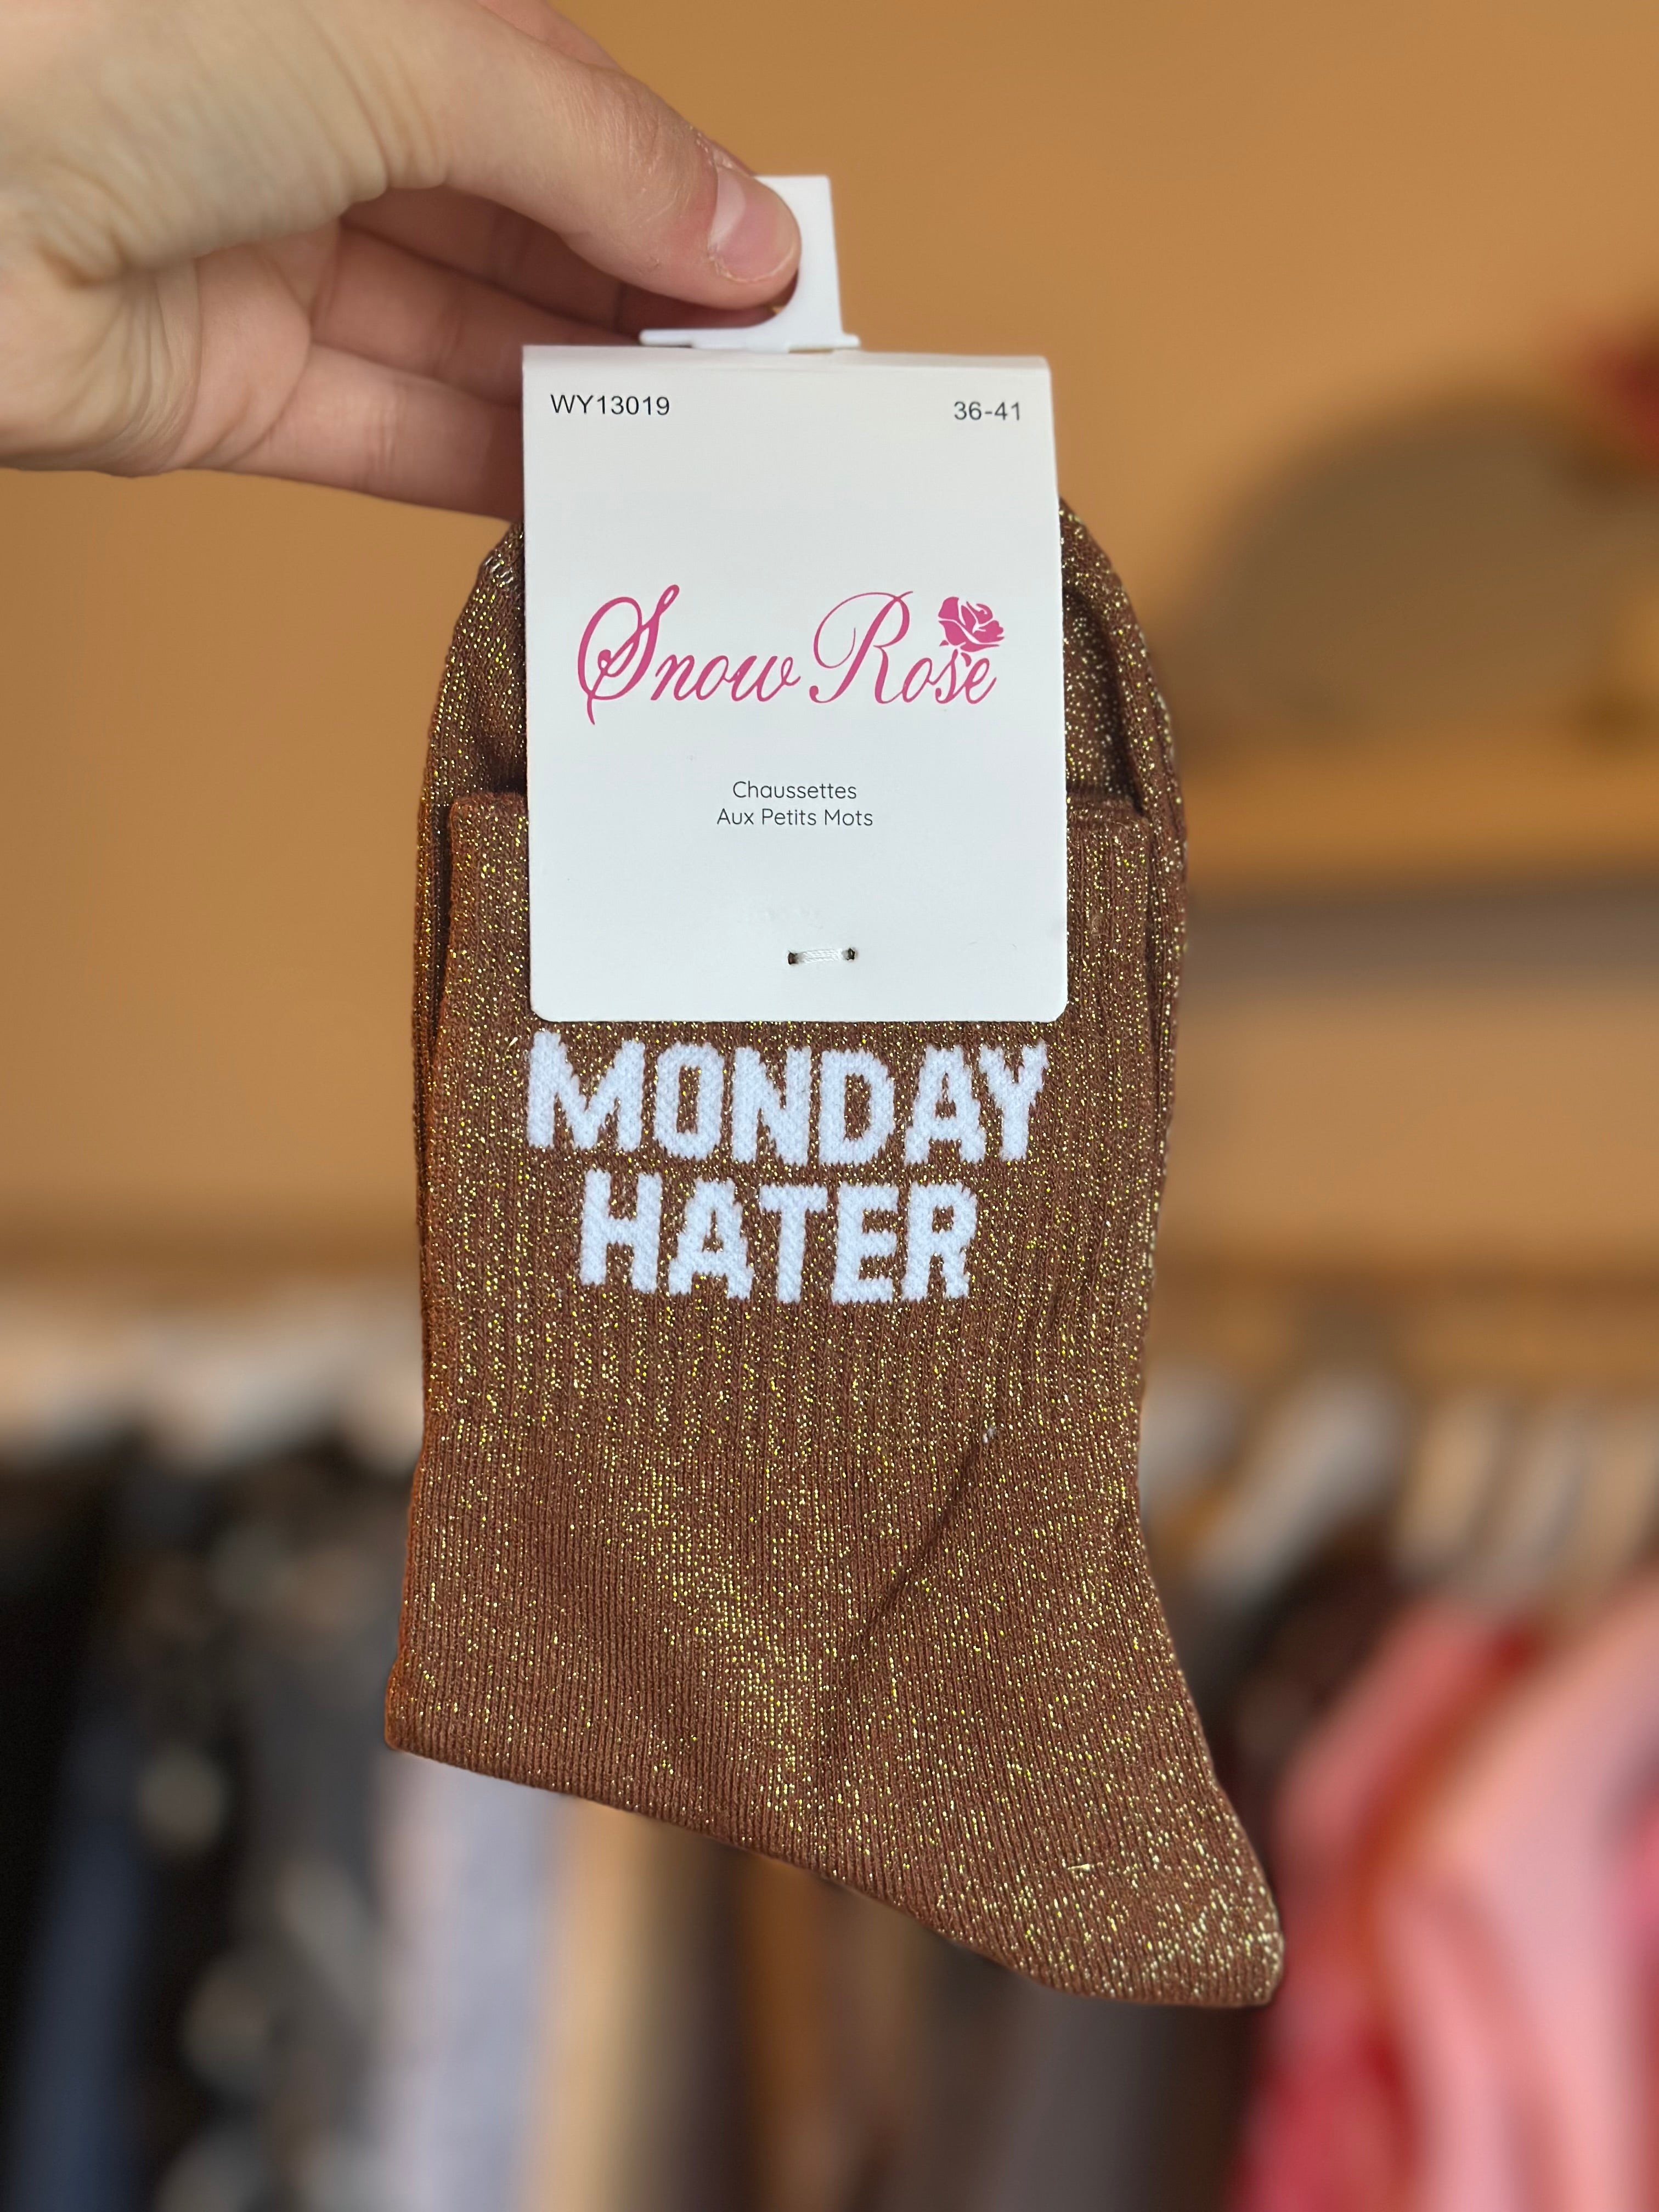 WY13019 36-41
Snow Rose
Chaussettes
Aux Petits Mots
MONDAY
HATER